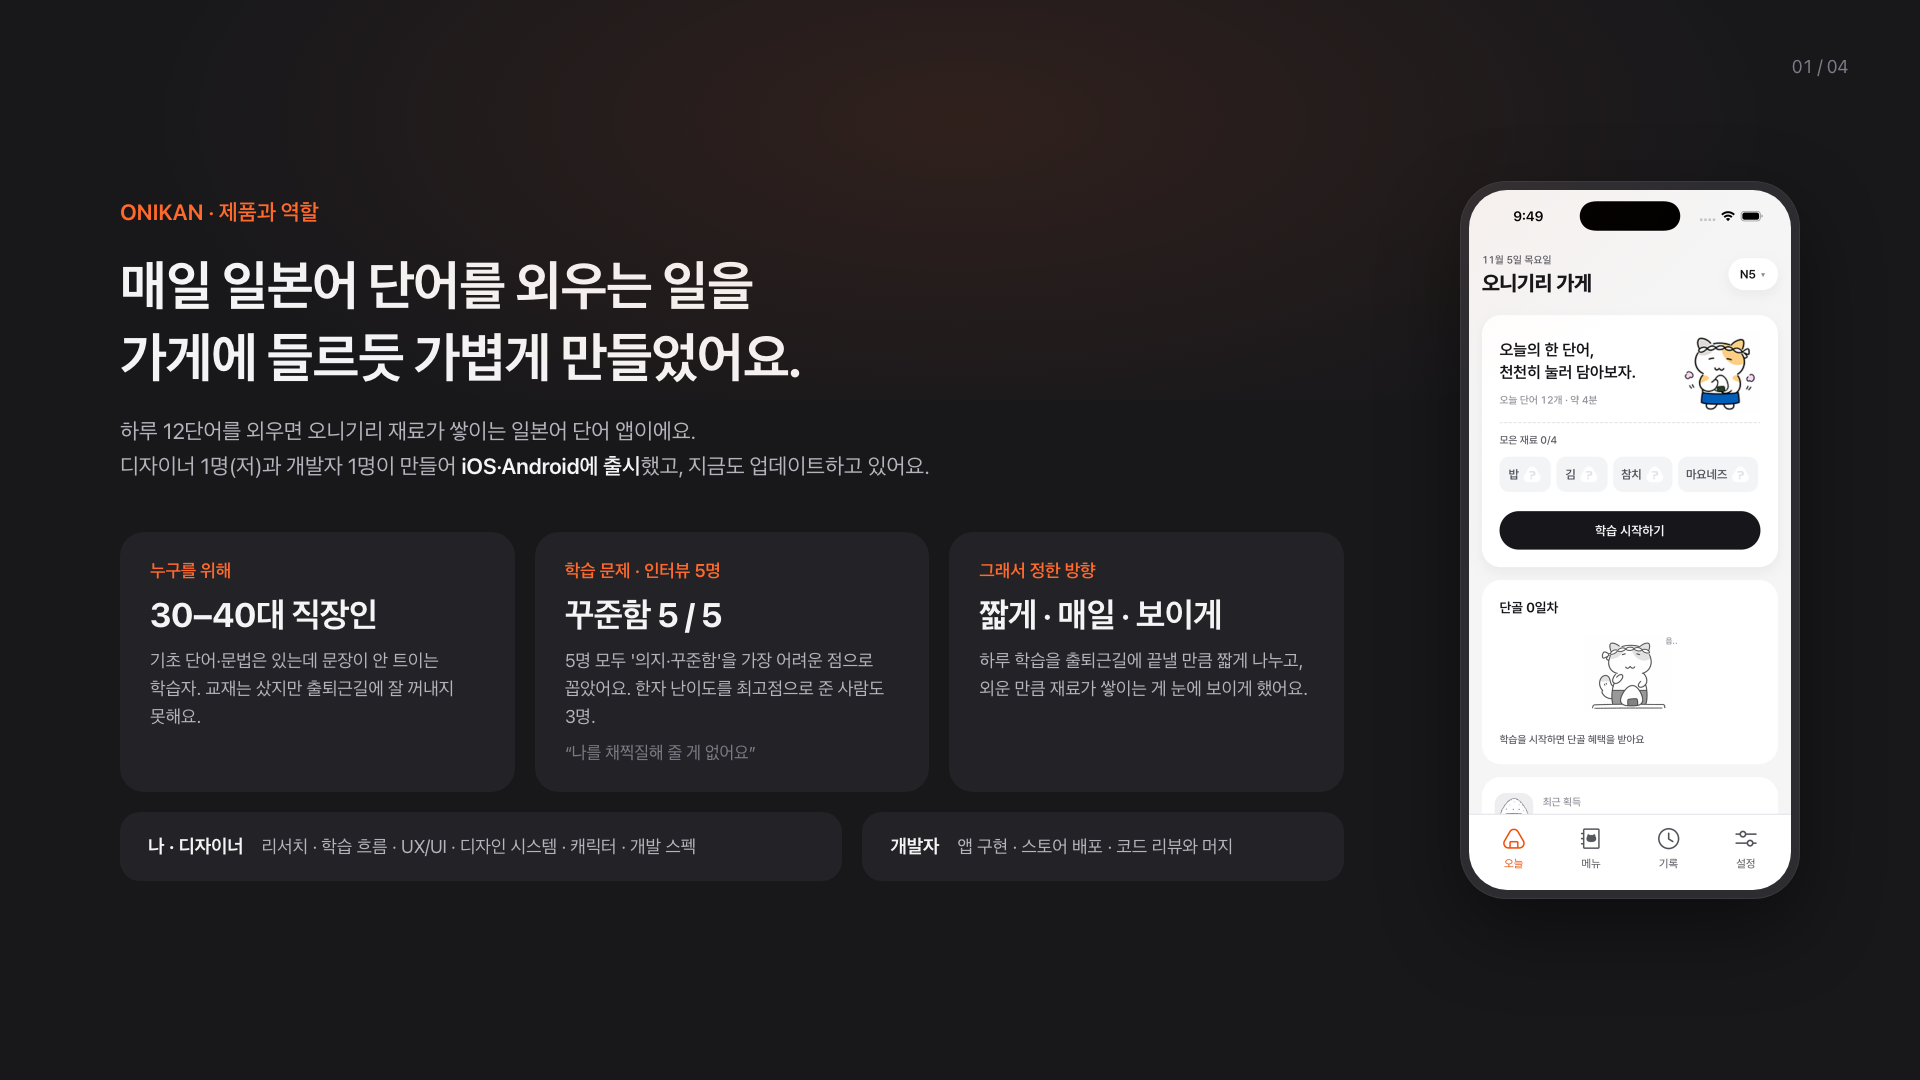 01 / 04
ONIKAN · 제품과 역할
매일 일본어 단어를 외우는 일을
가게에 들르듯 가볍게 만들었어요.
하루 12단어를 외우면 오니기리 재료가 쌓이는 일본어 단어 앱이에요.
디자이너 1명(저)과 개발자 1명이 만들어 iOS·Android에 출시했고, 지금도 업데이트하고 있어요.
누구를 위해
30–40대 직장인
기초 단어·문법은 있는데 문장이 안 트이는
학습자. 교재는 샀지만 출퇴근길에 잘 꺼내지
못해요.
학습 문제 · 인터뷰 5명
꾸준함 5 / 5
5명 모두 '의지·꾸준함'을 가장 어려운 점으로
꼽았어요. 한자 난이도를 최고점으로 준 사람도
3명.
“나를 채찍질해 줄 게 없어요”
그래서 정한 방향
짧게 · 매일 · 보이게
하루 학습을 출퇴근길에 끝낼 만큼 짧게 나누고,
외운 만큼 재료가 쌓이는 게 눈에 보이게 했어요.
나 · 디자이너 리서치 · 학습 흐름 · UX/UI · 디자인 시스템 · 캐릭터 · 개발 스펙
개발자 앱 구현 · 스토어 배포 · 코드 리뷰와 머지
9:49
11월 5일 목요일
오니기리 가게
N5
오늘의 한 단어,
천천히 눌러 담아보자.
오늘 단어 12개 · 약 4분
모은 재료 0/4
밥 ? 김 ? 참치 ? 마요네즈 ?
학습 시작하기
단골 0일차
음..
학습을 시작하면 단골 혜택을 받아요
최근 획득
오늘 메뉴 기록 설정